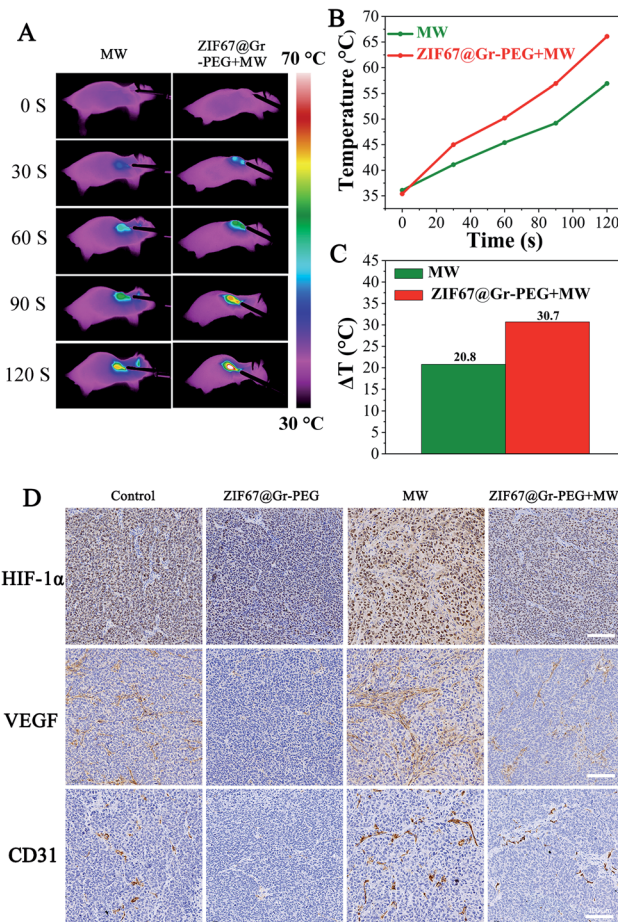 A
MW
ZIF67@Gr
-PEG+MW
70 °C
0 S
30 S
60 S
90 S
120 S
30 °C
B
MW
ZIF67@Gr-PEG+MW
Temperature (°C)
65
60
55
50
45
40
35
0 20 40 60 80 100 120
Time (s)
C
MW
ZIF67@Gr-PEG+MW
ΔT (°C)
45
40
35
30
25
20
15
10
5
0
20.8
30.7
D
Control ZIF67@Gr-PEG MW ZIF67@Gr-PEG+MW
HIF-1α
VEGF
CD31